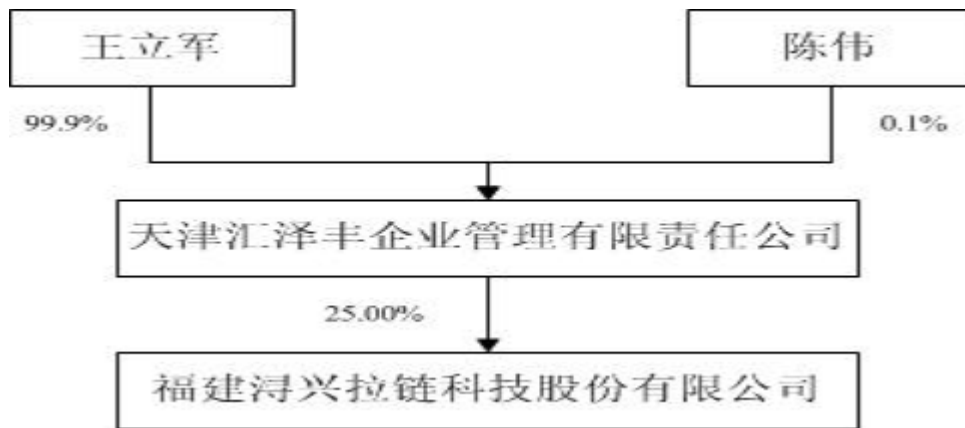 王立军
陈伟
99.9%
0.1%
天津汇泽丰企业管理有限责任公司
25.00%
福建浔兴拉链科技股份有限公司